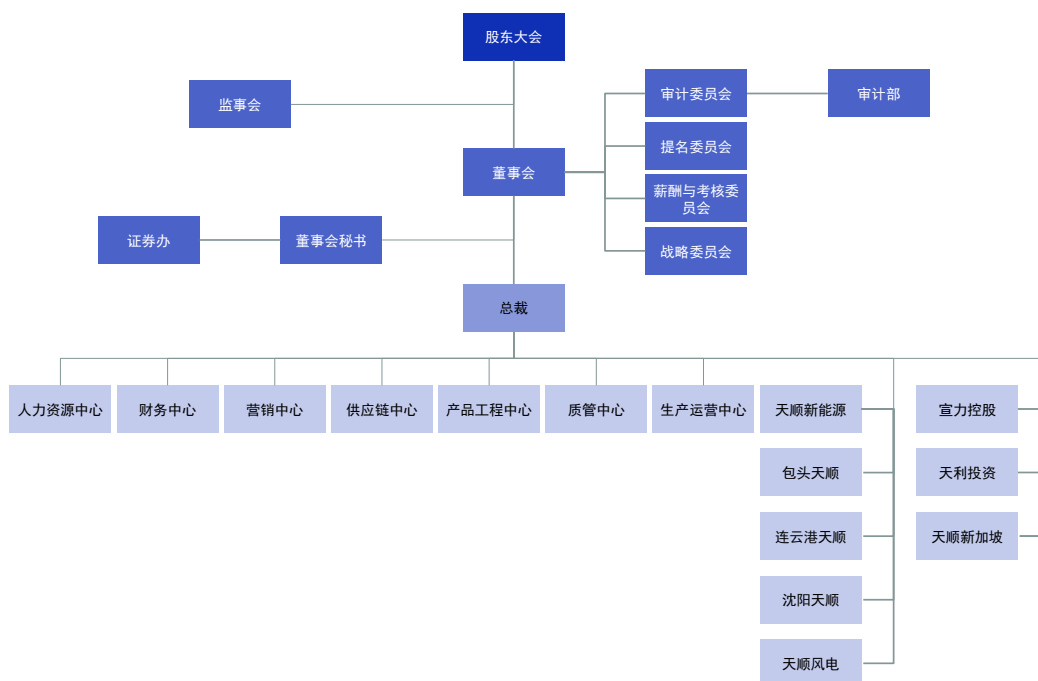 股东大会
监事会
审计委员会
审计部
提名委员会
董事会
薪酬与考核委
员会
证券办
董事会秘书
战略委员会
总裁
人力资源中心
财务中心
营销中心
供应链中心
产品工程中心
质管中心
生产运营中心
天顺新能源
宣力控股
包头天顺
天利投资
连云港天顺
天顺新加坡
沈阳天顺
天顺风电